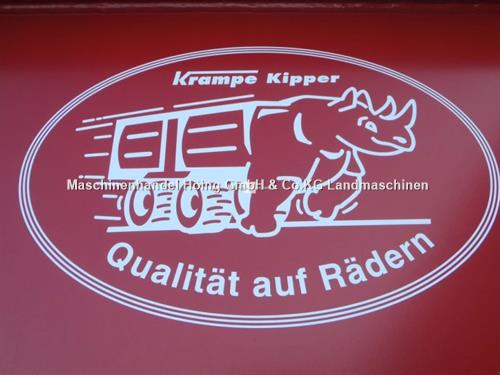 Krampe Kipper
Maschinenhandel Hoing GmbH & Co.KG Landmaschinen
Qualität auf Rädern